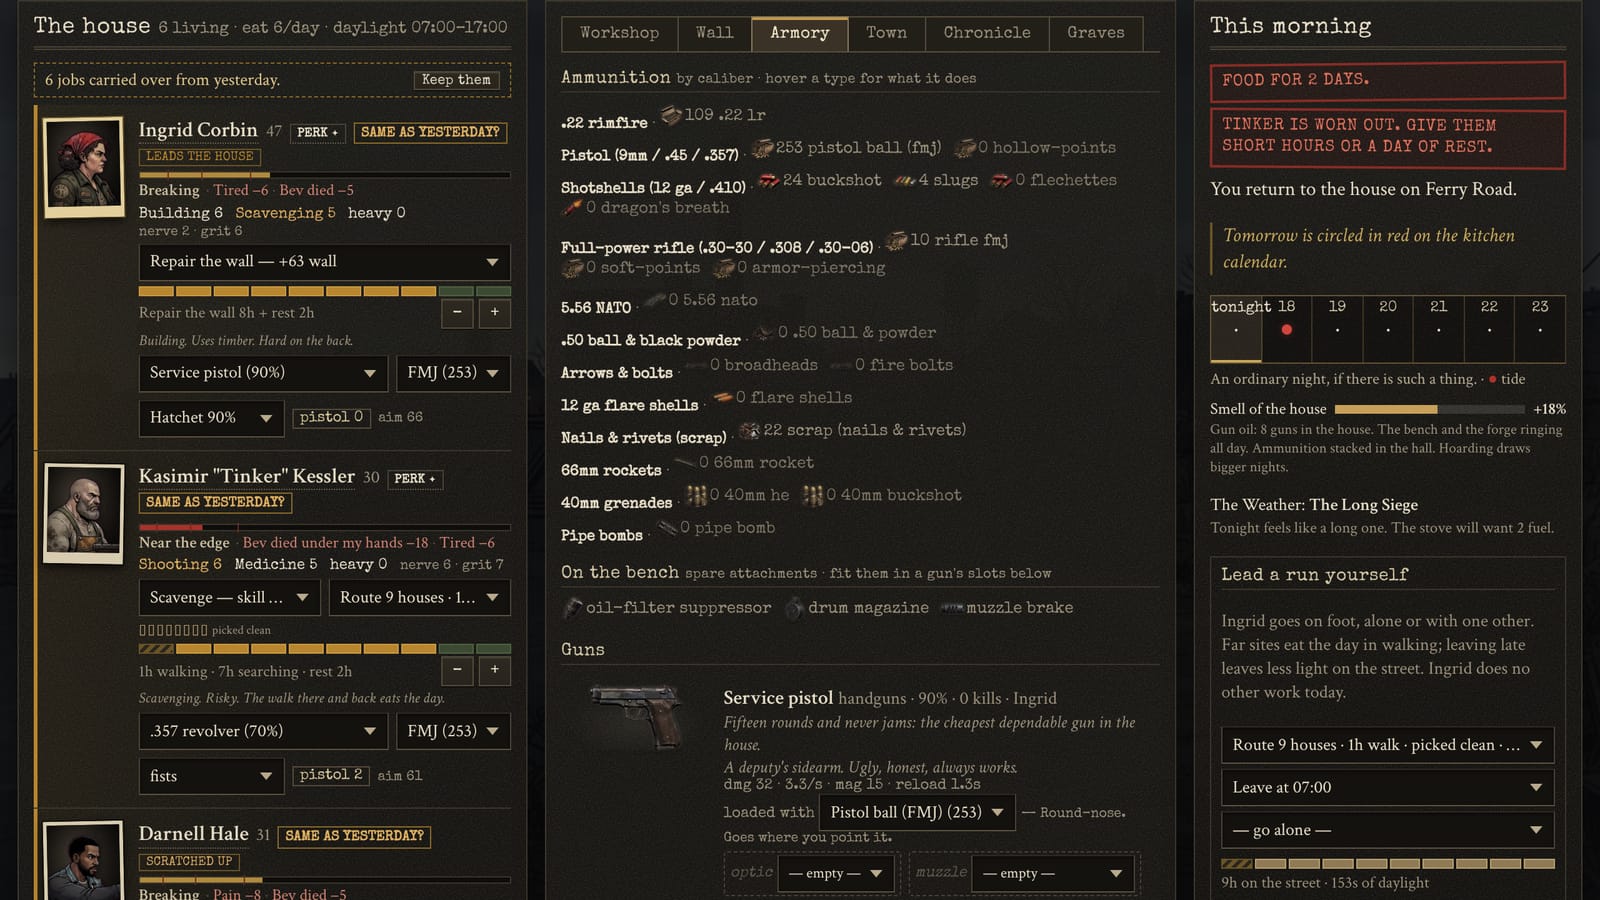 The house 6 living · eat 6/day · daylight 07:00–17:00
6 jobs carried over from yesterday. Keep them
Ingrid Corbin 47 PERK + SAME AS YESTERDAY?
LEADS THE HOUSE
Breaking · Tired –6 · Bev died –5
Building 6 Scavenging 5 heavy 0
nerve 2 · grit 6
Repair the wall — +63 wall
Repair the wall 8h + rest 2h – +
Building. Uses timber. Hard on the back.
Service pistol (90%) FMJ (253)
Hatchet 90% pistol 0 aim 66
Kasimir "Tinker" Kessler 30 PERK +
SAME AS YESTERDAY?
Near the edge · Bev died under my hands –18 · Tired –6
Shooting 6 Medicine 5 heavy 0 nerve 6 · grit 7
Scavenge — skill ... Route 9 houses · 1...
picked clean
1h walking · 7h searching · rest 2h – +
Scavenging. Risky. The walk there and back eats the day.
.357 revolver (70%) FMJ (253)
fists pistol 2 aim 61
Darnell Hale 31 SAME AS YESTERDAY?
SCRATCHED UP
Breaking · Pain –8 · Bev died –5
Workshop Wall Armory Town Chronicle Graves
Ammunition by caliber · hover a type for what it does
.22 rimfire · 109 .22 lr
Pistol (9mm / .45 / .357) · 253 pistol ball (fmj) 0 hollow-points
Shotshells (12 ga / .410) · 24 buckshot 4 slugs 0 flechettes
0 dragon's breath
Full-power rifle (.30-30 / .308 / .30-06) · 10 rifle fmj
0 soft-points 0 armor-piercing
5.56 NATO · 0 5.56 nato
.50 ball & black powder · 0 .50 ball & powder
Arrows & bolts · 0 broadheads 0 fire bolts
12 ga flare shells · 0 flare shells
Nails & rivets (scrap) · 22 scrap (nails & rivets)
66mm rockets · 0 66mm rocket
40mm grenades · 0 40mm he 0 40mm buckshot
Pipe bombs · 0 pipe bomb
On the bench spare attachments · fit them in a gun's slots below
oil-filter suppressor drum magazine muzzle brake
Guns
Service pistol handguns · 90% · 0 kills · Ingrid
Fifteen rounds and never jams: the cheapest dependable gun in the
house.
A deputy's sidearm. Ugly, honest, always works.
dmg 32 · 3.3/s · mag 15 · reload 1.3s
loaded with Pistol ball (FMJ) (253) — Round-nose.
Goes where you point it.
optic — empty — muzzle — empty —
This morning
FOOD FOR 2 DAYS.
TINKER IS WORN OUT. GIVE THEM
SHORT HOURS OR A DAY OF REST.
You return to the house on Ferry Road.
Tomorrow is circled in red on the kitchen
calendar.
tonight 18 19 20 21 22 23
An ordinary night, if there is such a thing. · tide
Smell of the house +18%
Gun oil: 8 guns in the house. The bench and the forge ringing
all day. Ammunition stacked in the hall. Hoarding draws
bigger nights.
The Weather: The Long Siege
Tonight feels like a long one. The stove will want 2 fuel.
Lead a run yourself
Ingrid goes on foot, alone or with one other.
Far sites eat the day in walking; leaving late
leaves less light on the street. Ingrid does no
other work today.
Route 9 houses · 1h walk · picked clean · ...
Leave at 07:00
— go alone —
9h on the street · 153s of daylight